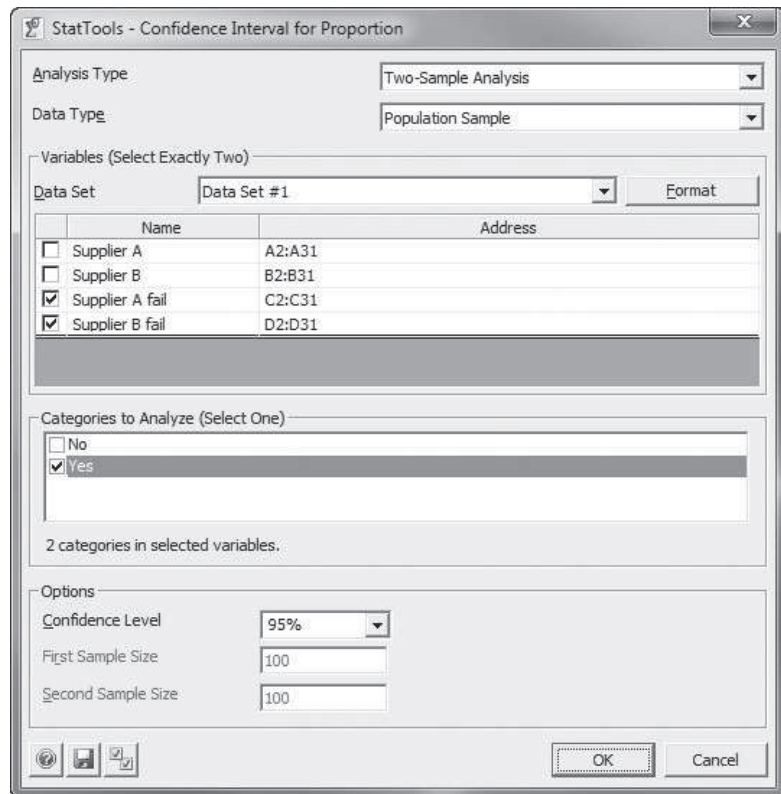 StatTools - Confidence Interval for Proportion
Analysis Type
Two-Sample Analysis
Data Type
Population Sample
Variables (Select Exactly Two)
Data Set
Data Set #1
Format
Name Address
Supplier A A2:A31
Supplier B B2:B31
Supplier A fail C2:C31
Supplier B fail D2:D31
Categories to Analyze (Select One)
No
Yes
2 categories in selected variables.
Options
Confidence Level
95%
First Sample Size
100
Second Sample Size
100
OK
Cancel